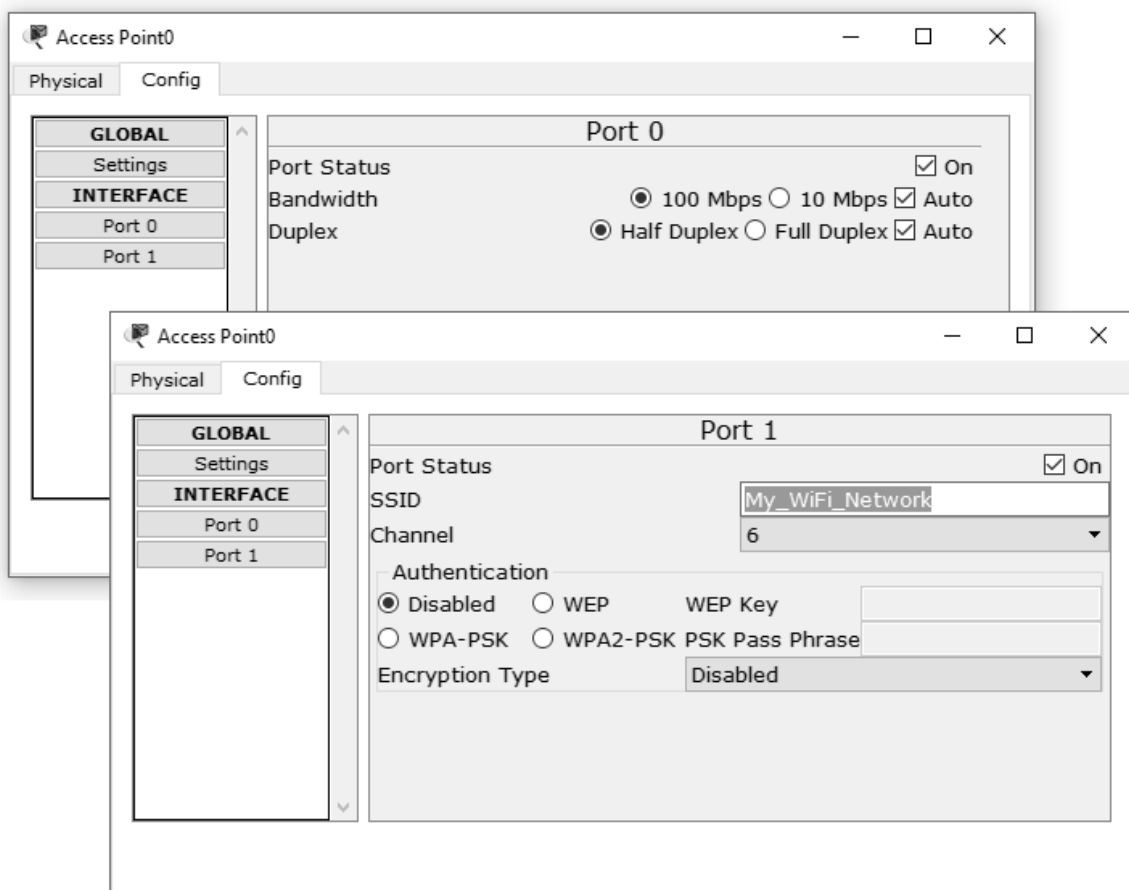 Access Point0
Physical Config
GLOBAL
Settings
INTERFACE
Port 0
Port 1
Port 0
Port Status On
Bandwidth 100 Mbps 10 Mbps Auto
Duplex Half Duplex Full Duplex Auto
Access Point0
Physical Config
GLOBAL
Settings
INTERFACE
Port 0
Port 1
Port 1
Port Status On
SSID My_WiFi_Network
Channel 6
Authentication
Disabled WEP WEP Key
WPA-PSK WPA2-PSK PSK Pass Phrase
Encryption Type Disabled